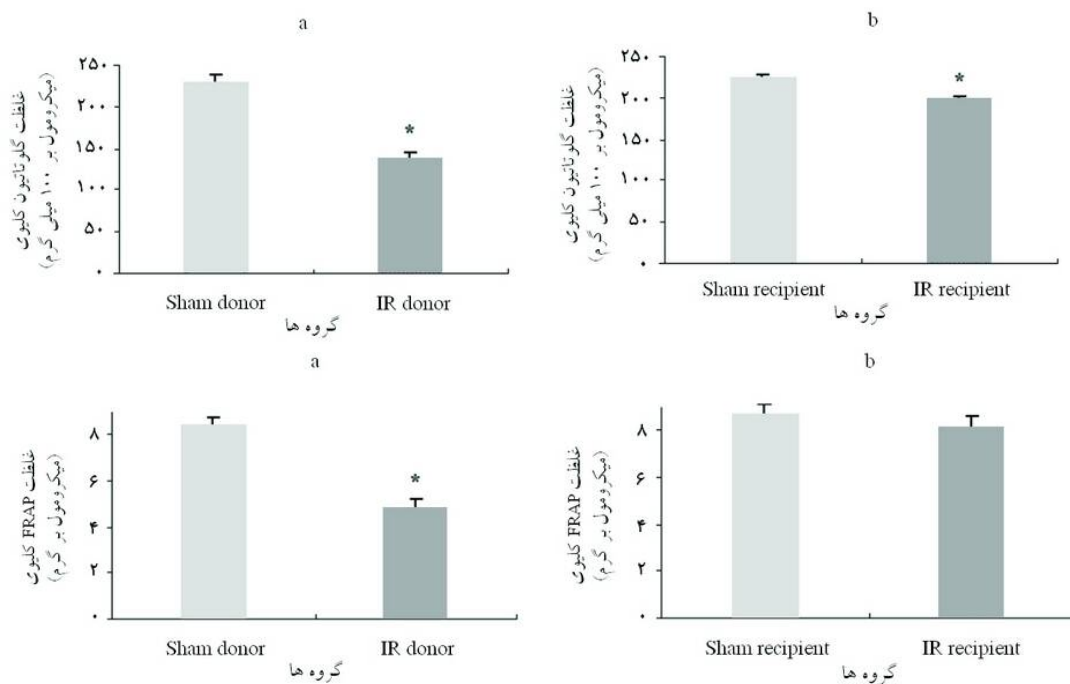 a
غلظت گلوتاتیون کلیوی
(میکرومول بر ۱۰۰ میلی گرم)
۲۵۰
۲۰۰
۱۵۰
۱۰۰
۵۰
۰
*
Sham donor IR donor
گروه ها
b
غلظت گلوتاتیون کلیوی
(میکرومول بر ۱۰۰ میلی گرم)
۲۵۰
۲۰۰
۱۵۰
۱۰۰
۵۰
۰
*
Sham recipient IR recipient
گروه ها
a
غلظت FRAP کلیوی
(میکرومول بر گرم)
۸
۶
۴
۲
۰
*
Sham donor IR donor
گروه ها
b
غلظت FRAP کلیوی
(میکرومول بر گرم)
۸
۶
۴
۲
۰
Sham recipient IR recipient
گروه ها